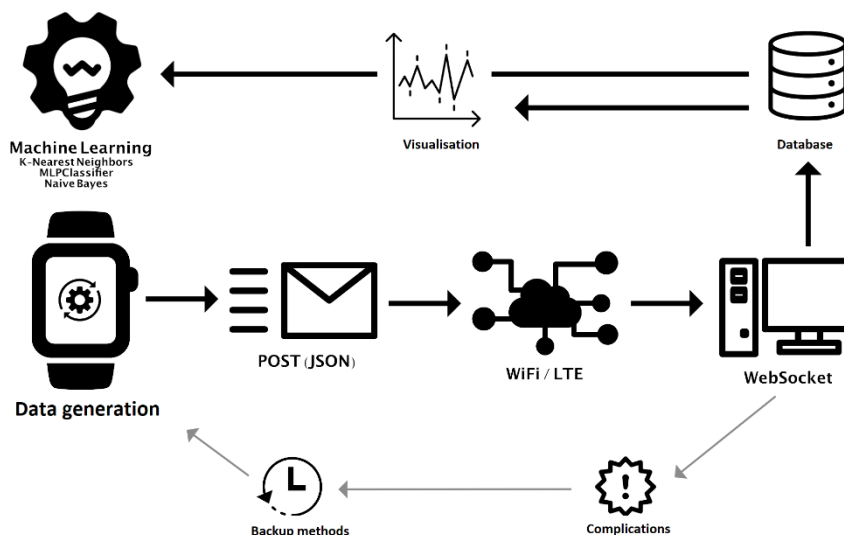 Machine Learning
K-Nearest Neighbors
MLPClassifier
Naive Bayes
Visualisation
Database
Data generation
POST (JSON)
WiFi / LTE
WebSocket
Backup methods
Complications